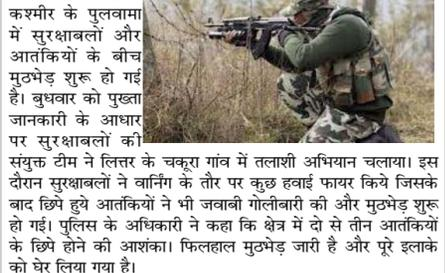 कश्मीर के पुलवामा
में सुरक्षाबलों और
आतंकियों के बीच
मुठभेड़ शुरू हो गई
है। बुधवार को पुख्ता
जानकारी के आधार
पर सुरक्षाबलों की
संयुक्त टीम ने लित्तर के चकूरा गांव में तलाशी अभियान चलाया। इस
दौरान सुरक्षाबलों ने वार्निंग के तौर पर कुछ हवाई फायर किये जिसके
बाद छिपे हुये आतंकियों ने भी जवाबी गोलीबारी की और मुठभेड़ शुरू
हो गई। पुलिस के अधिकारी ने कहा कि क्षेत्र में दो से तीन आतंकियों
के छिपे होने की आशंका। फिलहाल मुठभेड़ जारी है और पूरे इलाके
को घेर लिया गया है।